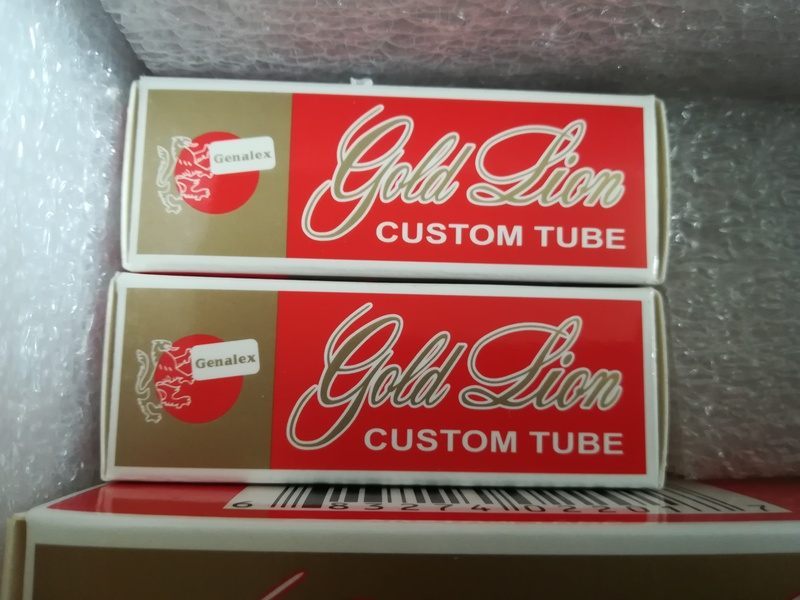 Genalex
Gold Lion
CUSTOM TUBE
Genalex
Gold Lion
CUSTOM TUBE